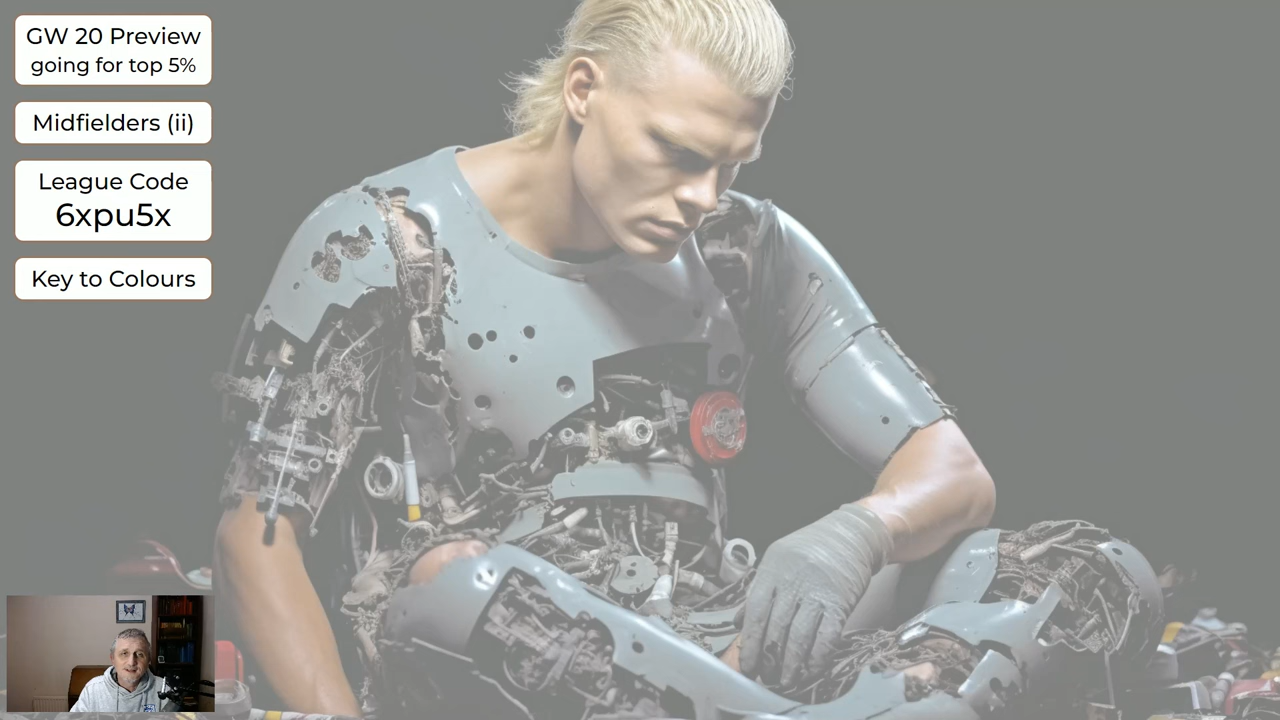 GW 20 Preview
going for top 5%
Midfielders (ii)
League Code
6xpu5x
Key to Colours